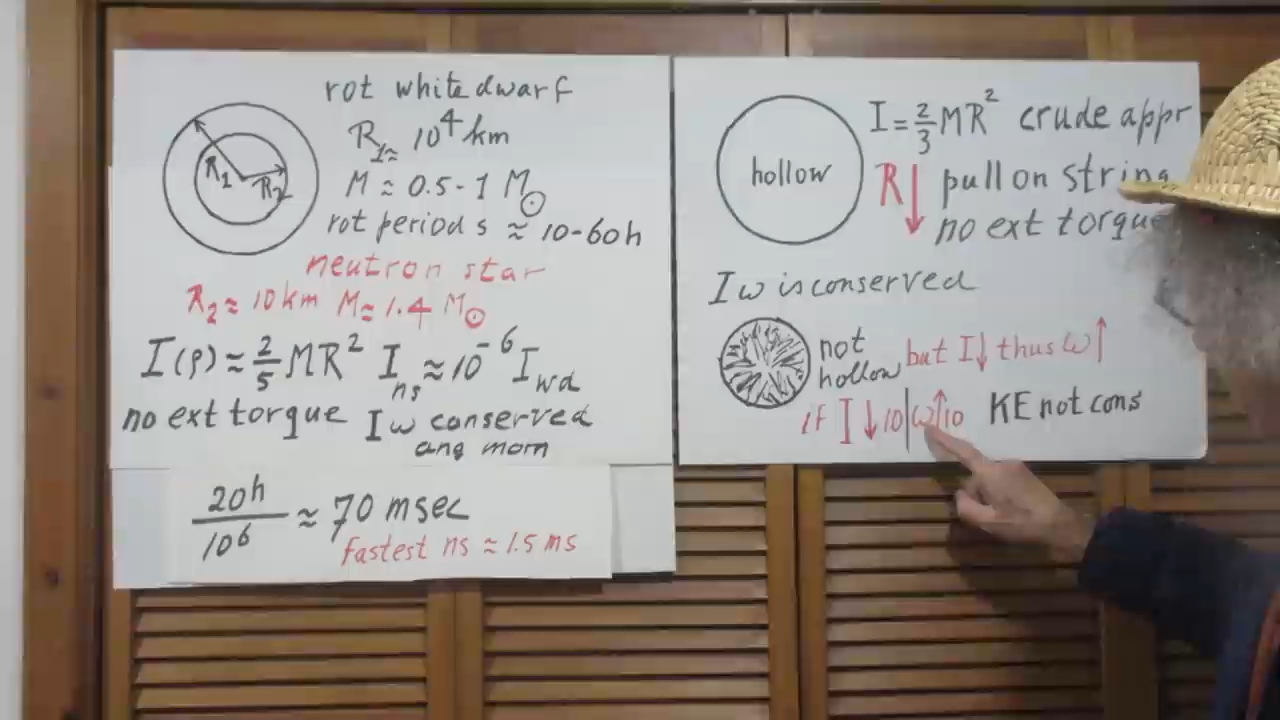 rot white dwarf
R₁ ≈ 10⁴ km
R₁
R₂
M ≈ 0.5-1 M⊙
rot periods ≈ 10-60h
neutron star
R₂ ≈ 10 km M ≈ 1.4 M⊙
I(ρ) ≈ 2/5 MR² I_ns ≈ 10⁻⁶ I_wd
no ext torque Iω conserved
ang mom
20h/10⁶ ≈ 70 msec
fastest ns ≈ 1.5 ms
hollow
I = 2/3 MR² crude appr
R↓ pull on string
no ext torque
Iω is conserved
not
hollow
but I↓ thus ω↑
if I↓10|ω↑10 KE not cons